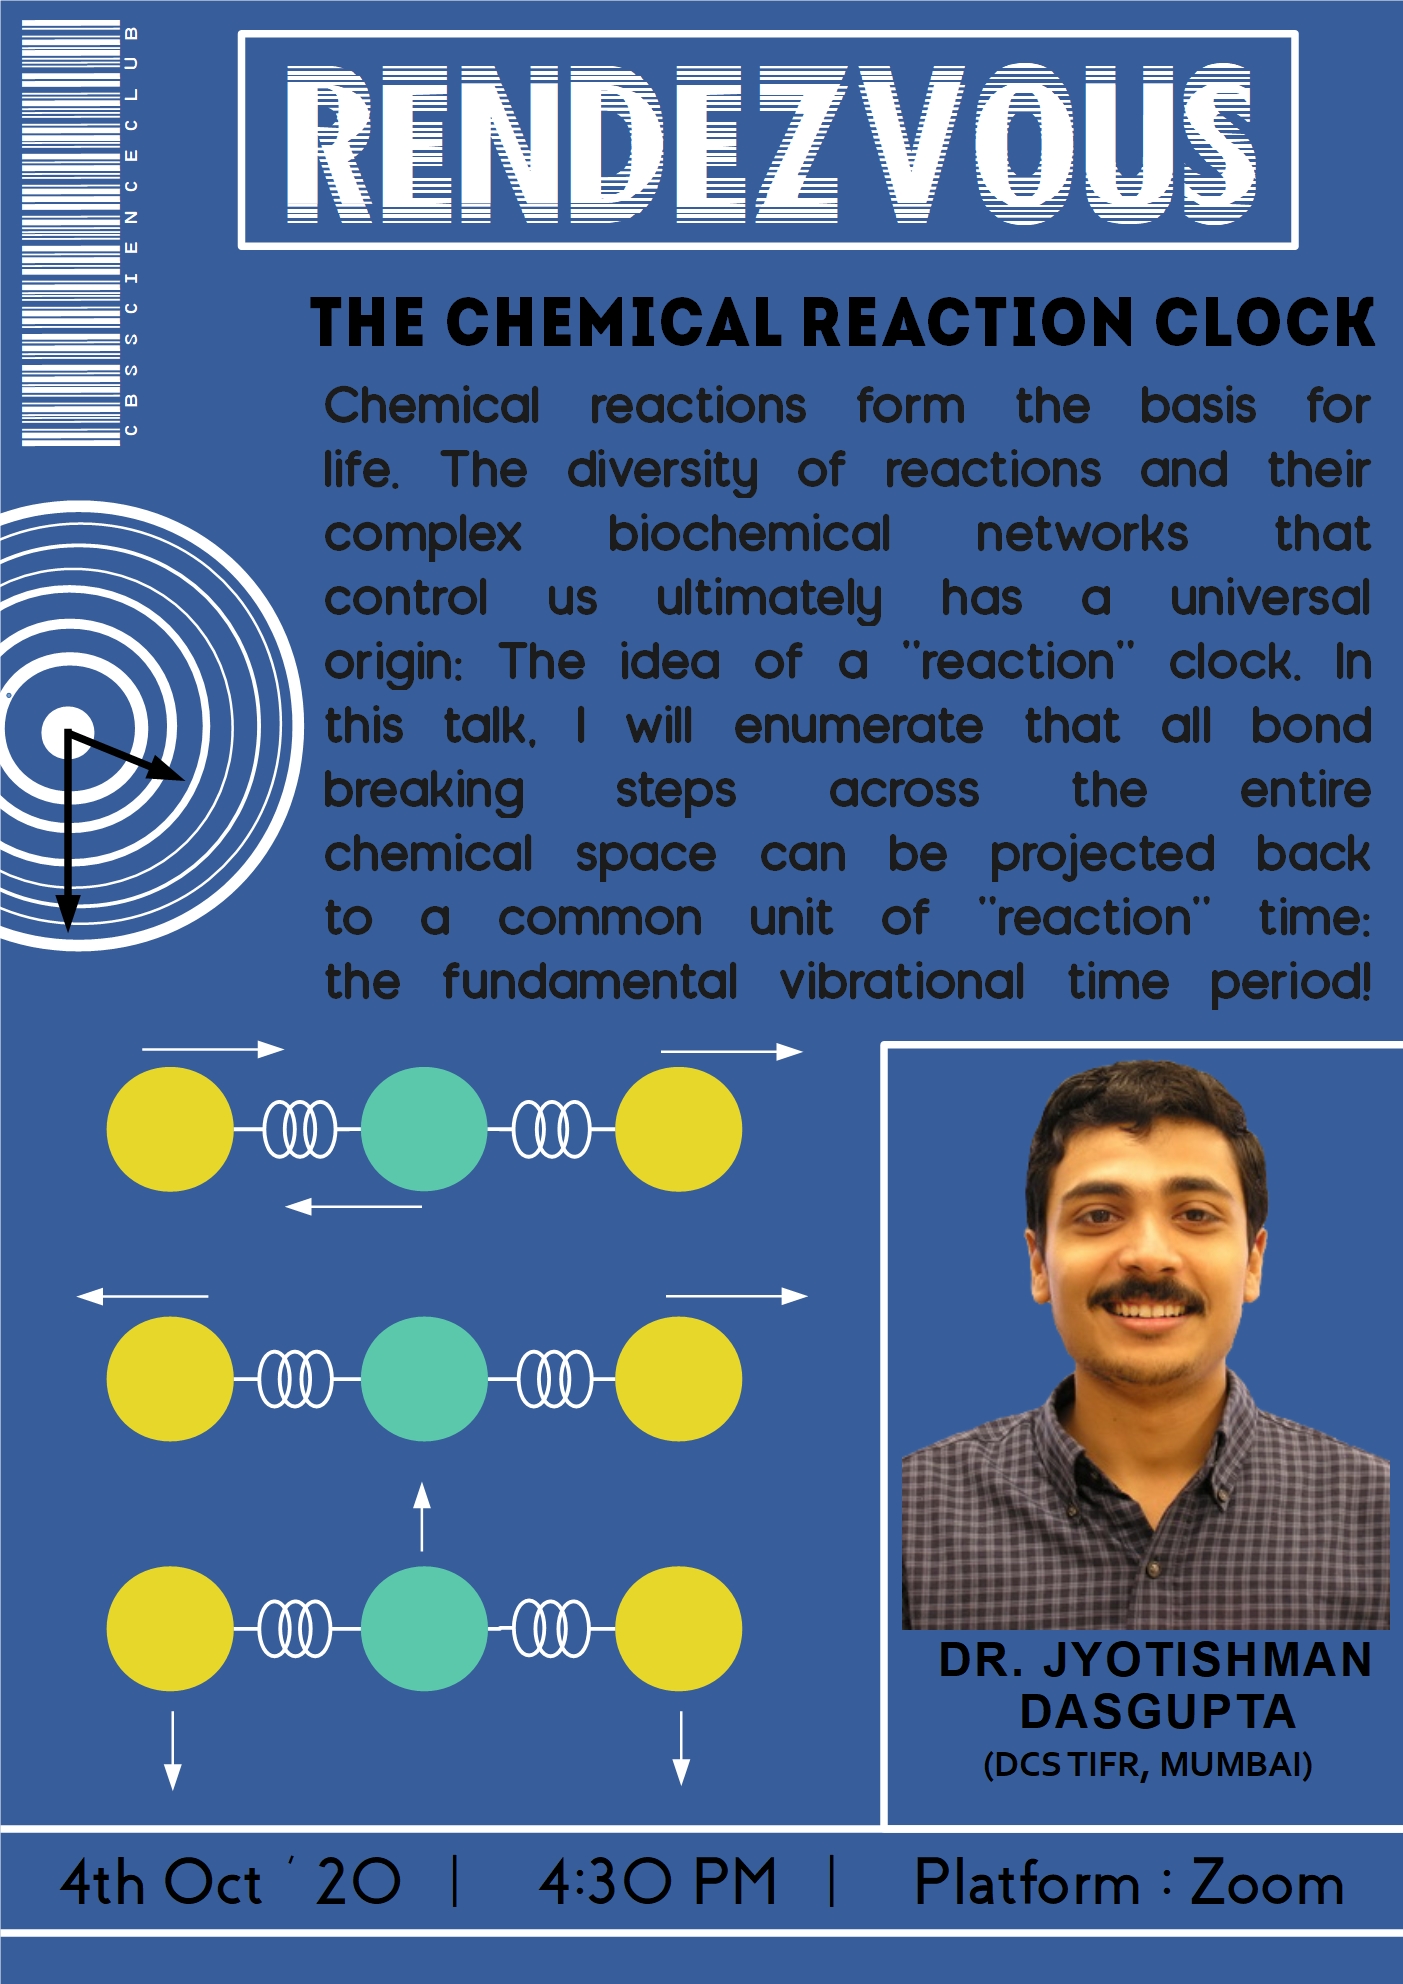 CBSSCIENCECLUB
RENDEZVOUS
THE CHEMICAL REACTION CLOCK
Chemical reactions form the basis for
life. The diversity of reactions and their
complex biochemical networks that
control us ultimately has a universal
origin: The idea of a "reaction" clock. In
this talk, I will enumerate that all bond
breaking steps across the entire
chemical space can be projected back
to a common unit of "reaction" time:
the fundamental vibrational time period!
DR. JYOTISHMAN
DASGUPTA
(DCS TIFR, MUMBAI)
4th Oct ' 20 | 4:30 PM | Platform : Zoom